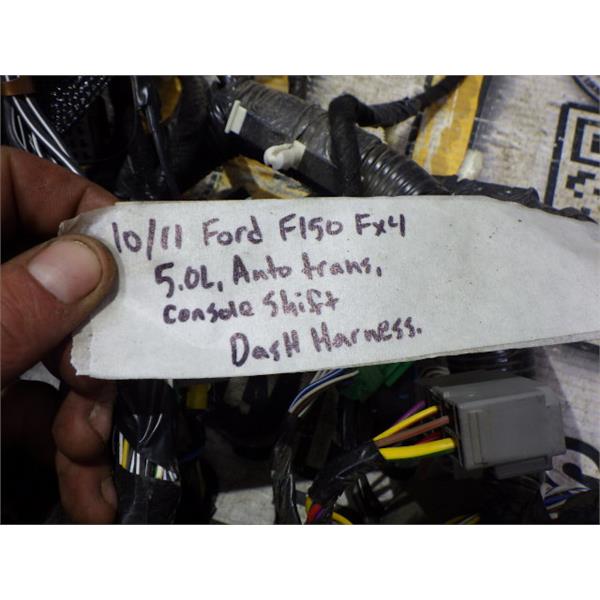 10/11 Ford F150 Fx4
5.0L, Auto trans,
Console Shift
Dash Harness.